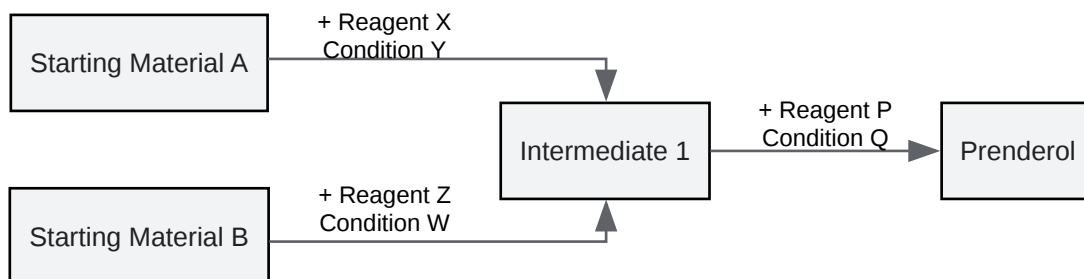 Starting Material A
+ Reagent X
Condition Y
Intermediate 1
+ Reagent P
Condition Q
Prenderol
Starting Material B
+ Reagent Z
Condition W